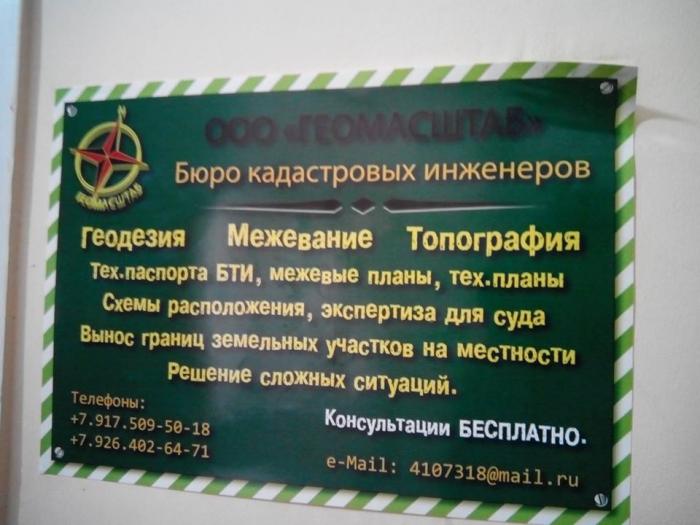 N
ГЕОМАСШТАБ
ООО «ГЕОМАСШТАБ»
Бюро кадастровых инженеров
Геодезия Межевание Топография
Тех.паспорта БТИ, межевые планы, тех.планы
Схемы расположения, экспертиза для суда
Вынос границ земельных участков на местности
Решение сложных ситуаций.
Телефоны:
+7.917.509-50-18
+7.926.402-64-71
Консультации БЕСПЛАТНО.
e-Mail: 4107318@mail.ru